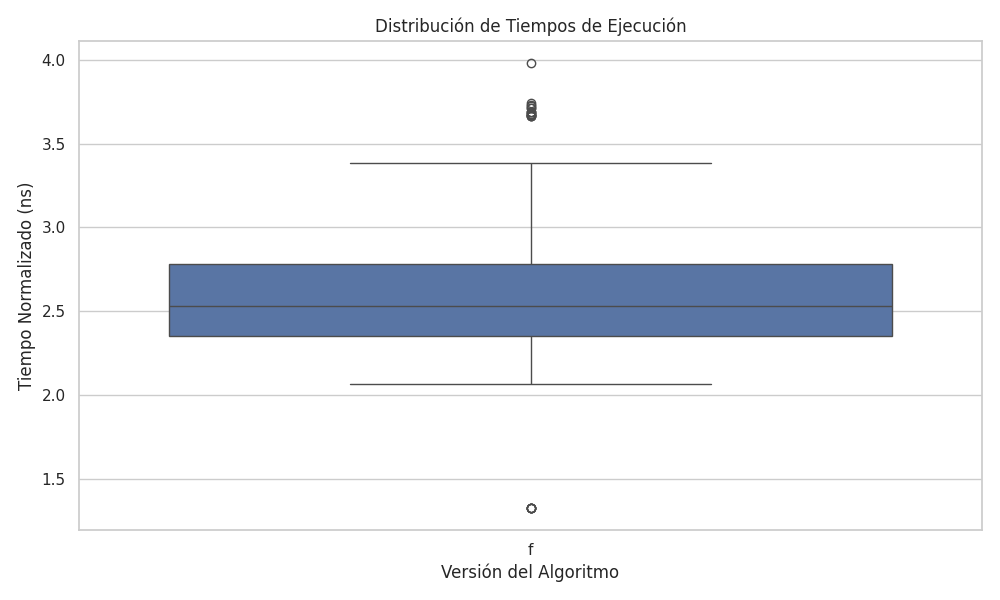 Distribución de Tiempos de Ejecución
Tiempo Normalizado (ns)
4.0
3.5
3.0
2.5
2.0
1.5
f
Versión del Algoritmo